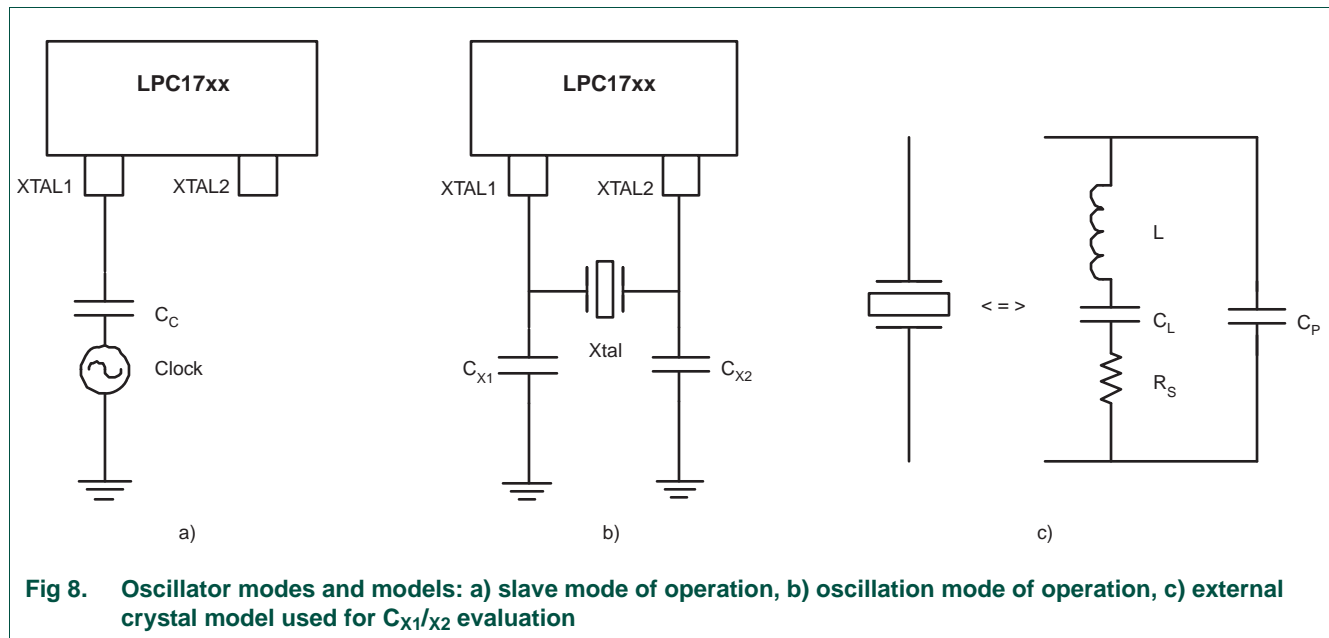 LPC17xx
XTAL1
XTAL2
C_C
Clock
a)
LPC17xx
XTAL1
XTAL2
Xtal
C_X1
C_X2
b)
< = >
L
C_L
R_S
C_P
c)
Fig 8. Oscillator modes and models: a) slave mode of operation, b) oscillation mode of operation, c) external
crystal model used for C_X1/X2 evaluation